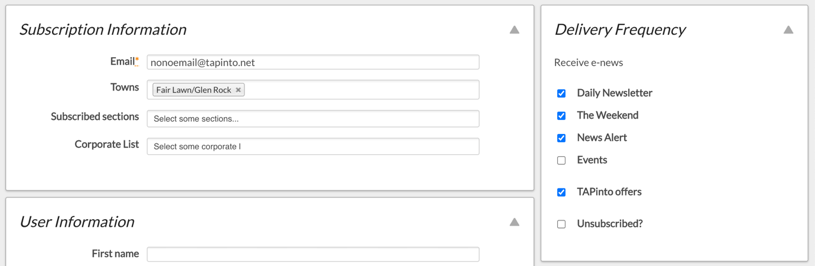 Subscription Information
Email*
nonoemail@tapinto.net
Towns
Fair Lawn/Glen Rock ×
Subscribed sections
Select some sections...
Corporate List
Select some corporate l
User Information
First name
Delivery Frequency
Receive e-news
Daily Newsletter
The Weekend
News Alert
Events
TAPinto offers
Unsubscribed?